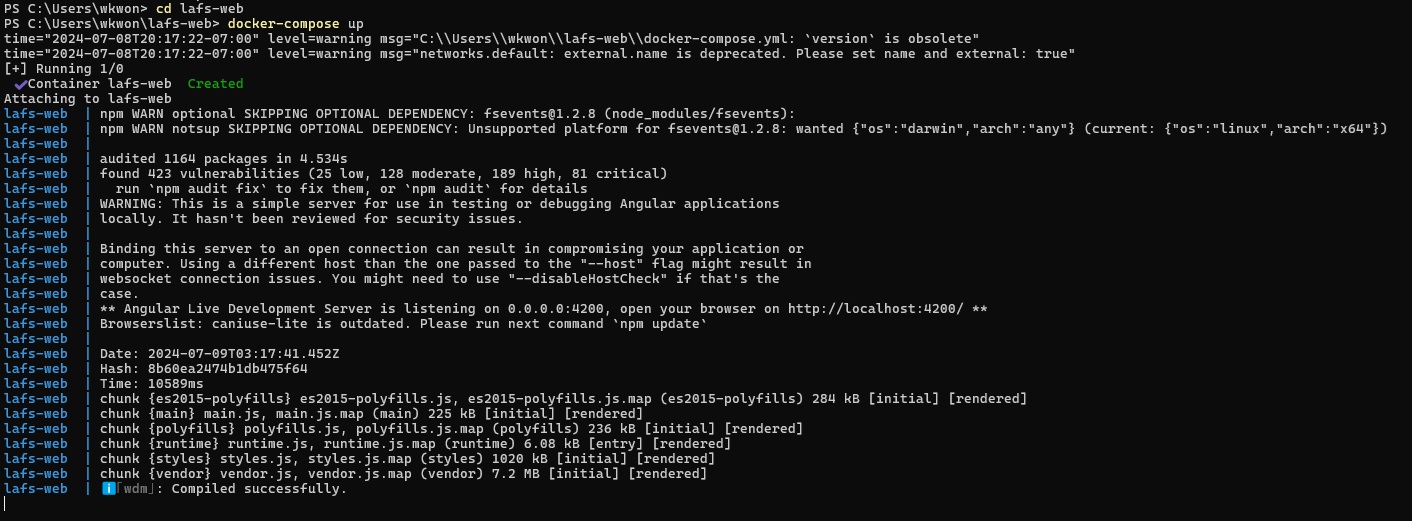 PS C:\Users\wkwon> cd lafs-web
PS C:\Users\wkwon\lafs-web> docker-compose up
time="2024-07-08T20:17:22-07:00" level=warning msg="C:\\Users\\wkwon\\lafs-web\\docker-compose.yml: `version` is obsolete"
time="2024-07-08T20:17:22-07:00" level=warning msg="networks.default: external.name is deprecated. Please set name and external: true"
[+] Running 1/0
✔Container lafs-web  Created
Attaching to lafs-web
lafs-web  | npm WARN optional SKIPPING OPTIONAL DEPENDENCY: fsevents@1.2.8 (node_modules/fsevents):
lafs-web  | npm WARN notsup SKIPPING OPTIONAL DEPENDENCY: Unsupported platform for fsevents@1.2.8: wanted {"os":"darwin","arch":"any"} (current: {"os":"linux","arch":"x64"})
lafs-web  |
lafs-web  | audited 1164 packages in 4.534s
lafs-web  | found 423 vulnerabilities (25 low, 128 moderate, 189 high, 81 critical)
lafs-web  |   run `npm audit fix` to fix them, or `npm audit` for details
lafs-web  | WARNING: This is a simple server for use in testing or debugging Angular applications
lafs-web  | locally. It hasn't been reviewed for security issues.
lafs-web  |
lafs-web  | Binding this server to an open connection can result in compromising your application or
lafs-web  | computer. Using a different host than the one passed to the "--host" flag might result in
lafs-web  | websocket connection issues. You might need to use "--disableHostCheck" if that's the
lafs-web  | case.
lafs-web  | ** Angular Live Development Server is listening on 0.0.0.0:4200, open your browser on http://localhost:4200/ **
lafs-web  | Browserslist: caniuse-lite is outdated. Please run next command `npm update`
lafs-web  |
lafs-web  | Date: 2024-07-09T03:17:41.452Z
lafs-web  | Hash: 8b60ea2474b1db475f64
lafs-web  | Time: 10589ms
lafs-web  | chunk {es2015-polyfills} es2015-polyfills.js, es2015-polyfills.js.map (es2015-polyfills) 284 kB [initial] [rendered]
lafs-web  | chunk {main} main.js, main.js.map (main) 225 kB [initial] [rendered]
lafs-web  | chunk {polyfills} polyfills.js, polyfills.js.map (polyfills) 236 kB [initial] [rendered]
lafs-web  | chunk {runtime} runtime.js, runtime.js.map (runtime) 6.08 kB [entry] [rendered]
lafs-web  | chunk {styles} styles.js, styles.js.map (styles) 1020 kB [initial] [rendered]
lafs-web  | chunk {vendor} vendor.js, vendor.js.map (vendor) 7.2 MB [initial] [rendered]
lafs-web  | ℹ️「wdm」: Compiled successfully.